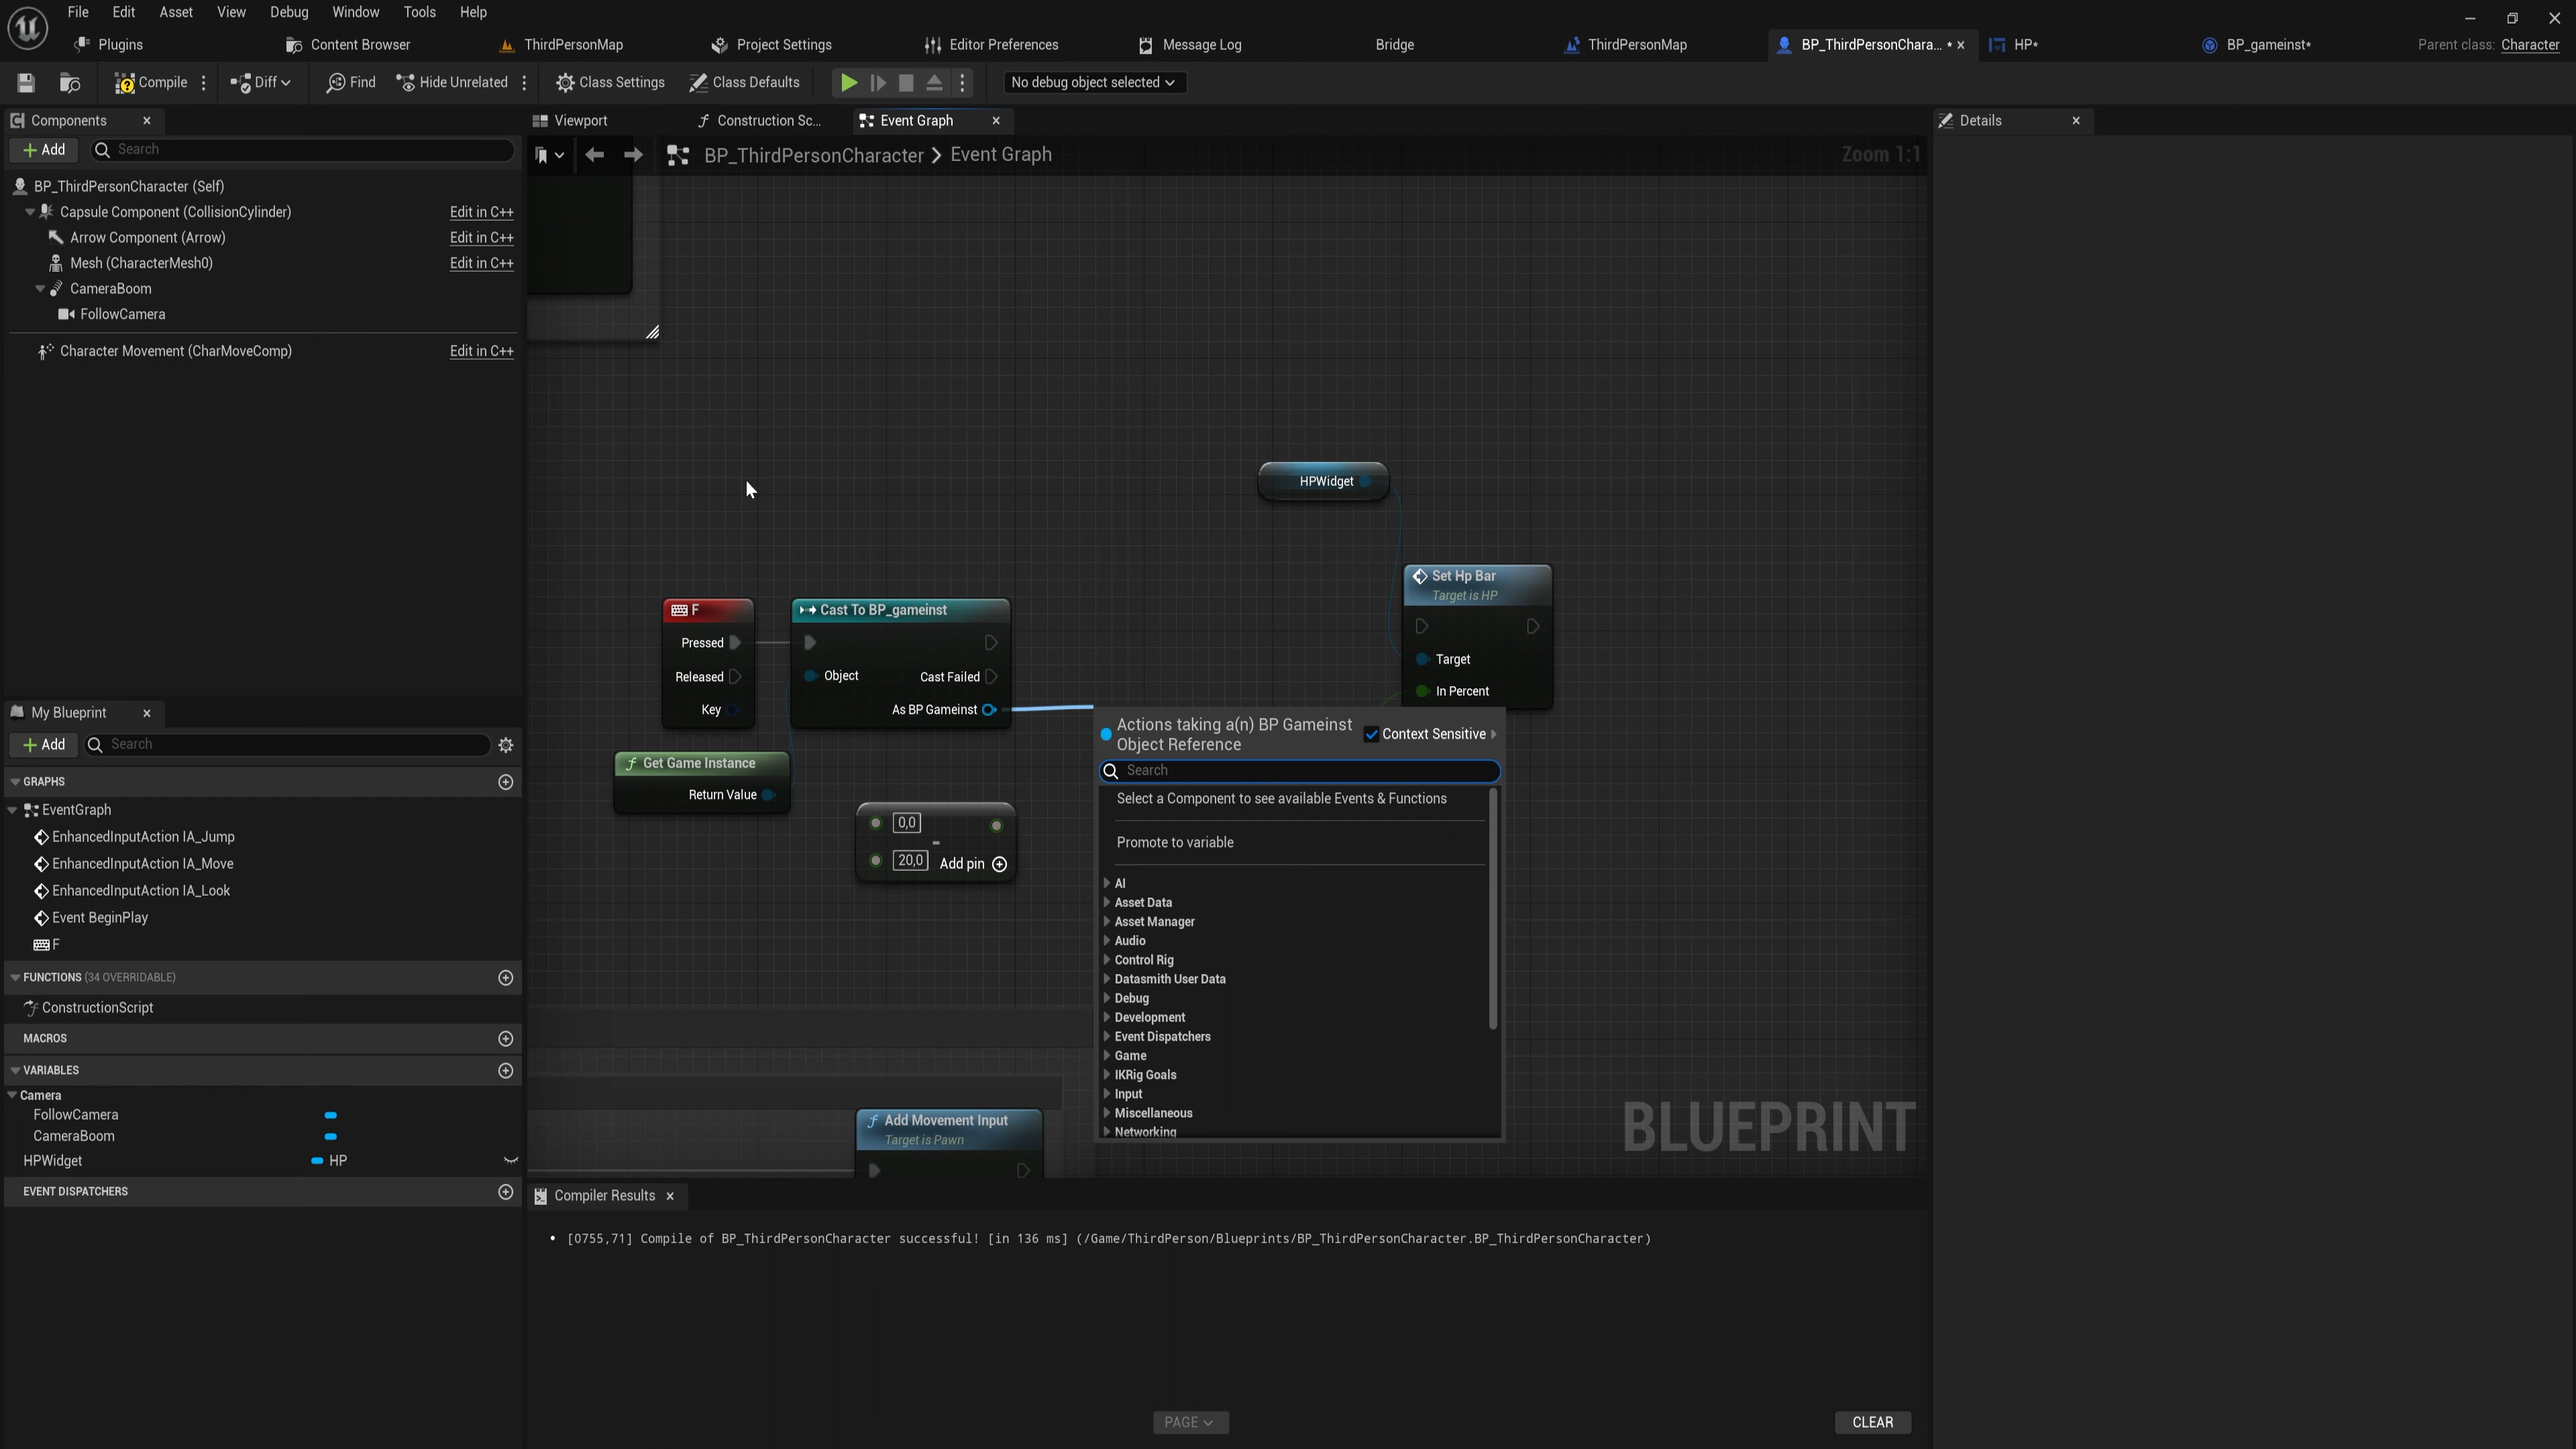 File Edit Asset View Debug Window Tools Help
Plugins Content Browser ThirdPersonMap Project Settings Editor Preferences Message Log Bridge ThirdPersonMap BP_ThirdPersonChara... * HP* BP_gameinst* Parent class: Character
Compile Diff Find Hide Unrelated Class Settings Class Defaults No debug object selected
Components
Add Search
BP_ThirdPersonCharacter (Self)
Capsule Component (CollisionCylinder) Edit in C++
Arrow Component (Arrow) Edit in C++
Mesh (CharacterMesh0) Edit in C++
CameraBoom
FollowCamera
Character Movement (CharMoveComp) Edit in C++
My Blueprint
Add Search
GRAPHS
EventGraph
EnhancedInputAction IA_Jump
EnhancedInputAction IA_Move
EnhancedInputAction IA_Look
Event BeginPlay
F
FUNCTIONS (34 OVERRIDABLE)
ConstructionScript
MACROS
VARIABLES
Camera
FollowCamera
CameraBoom
HPWidget HP
EVENT DISPATCHERS
Viewport Construction Sc... Event Graph
BP_ThirdPersonCharacter > Event Graph Zoom 1:1
HPWidget
Set Hp Bar
Target is HP
Target
In Percent
F
Pressed
Released
Key
Cast To BP_gameinst
Object
Cast Failed
As BP Gameinst
Get Game Instance
Return Value
0,0
-
20,0 Add pin
Actions taking a(n) BP Gameinst
Object Reference
Context Sensitive
Search
Select a Component to see available Events & Functions
Promote to variable
AI
Asset Data
Asset Manager
Audio
Control Rig
Datasmith User Data
Debug
Development
Event Dispatchers
Game
IKRig Goals
Input
Miscellaneous
Networking
Add Movement Input
Target is Pawn
BLUEPRINT
Compiler Results
[0755,71] Compile of BP_ThirdPersonCharacter successful! [in 136 ms] (/Game/ThirdPerson/Blueprints/BP_ThirdPersonCharacter.BP_ThirdPersonCharacter)
PAGE CLEAR
Details